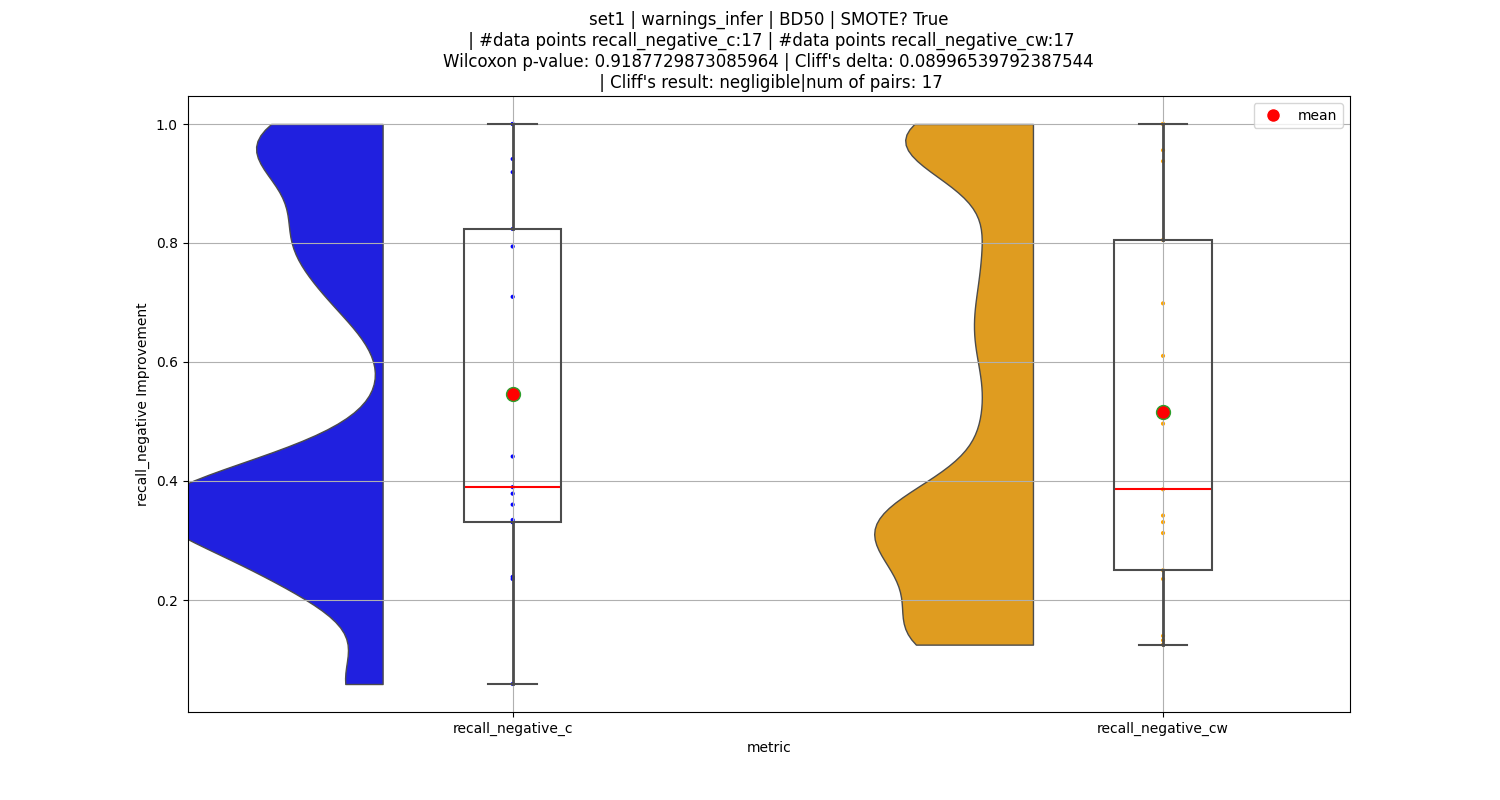 set1 | warnings_infer | BD50 | SMOTE? True
| #data points recall_negative_c:17 | #data points recall_negative_cw:17
Wilcoxon p-value: 0.9187729873085964 | Cliff's delta: 0.08996539792387544
| Cliff's result: negligible|num of pairs: 17
mean
1.0
0.8
0.6
0.4
0.2
recall_negative Improvement
recall_negative_c
recall_negative_cw
metric